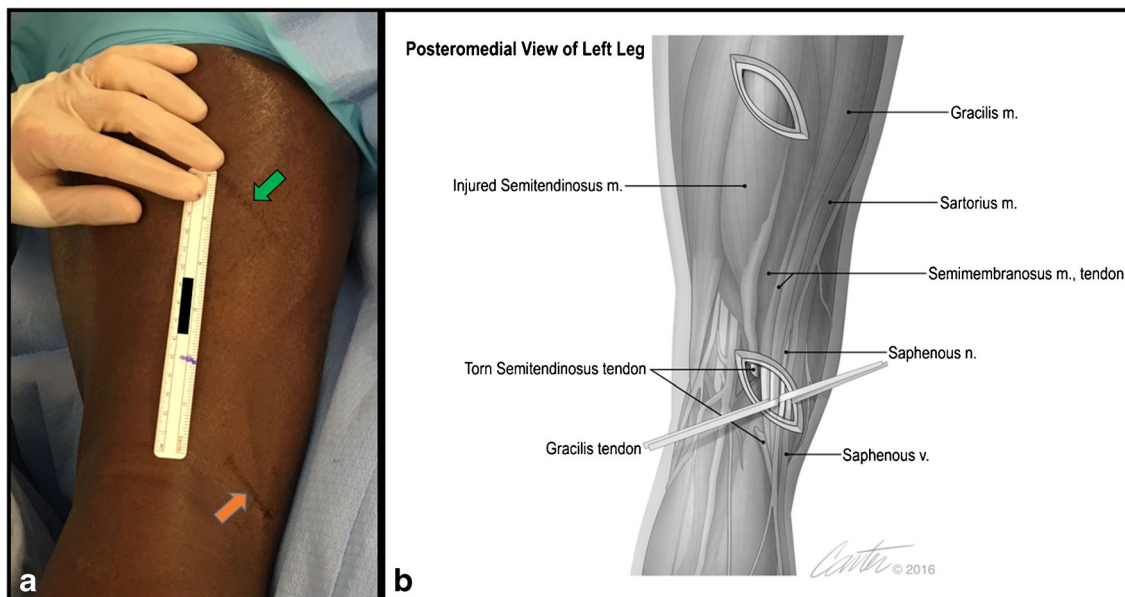 a
Posteromedial View of Left Leg
Gracilis m.
Injured Semitendinosus m.
Sartorius m.
Semimembranosus m., tendon
Saphenous n.
Torn Semitendinosus tendon
Gracilis tendon
Saphenous v.
Carter © 2016
b